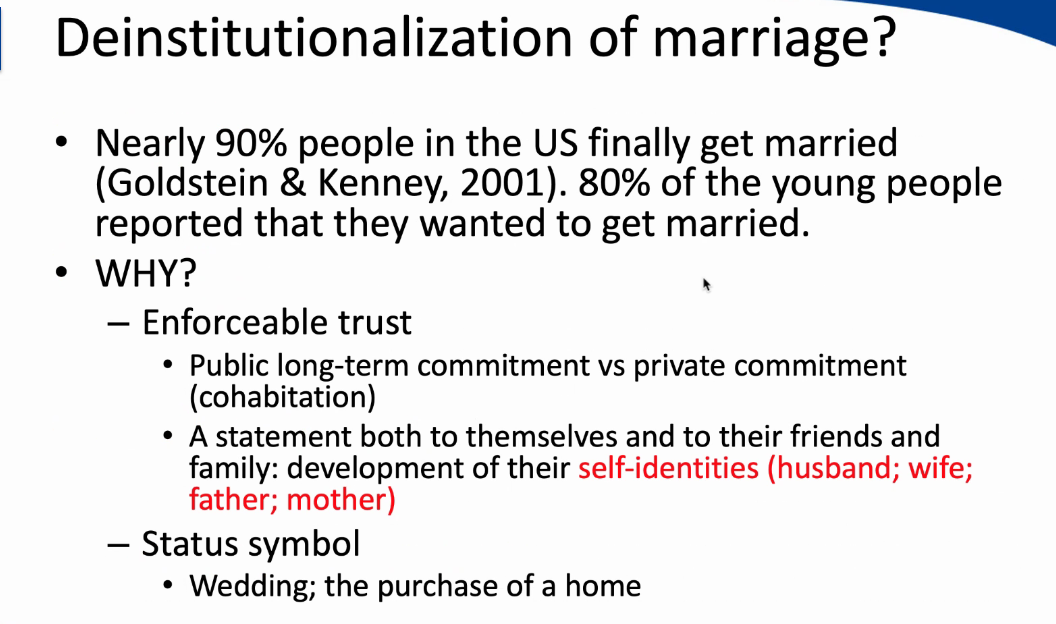 Deinstitutionalization of marriage?
• Nearly 90% people in the US finally get married
(Goldstein & Kenney, 2001). 80% of the young people
reported that they wanted to get married.
• WHY?
– Enforceable trust
• Public long-term commitment vs private commitment
(cohabitation)
• A statement both to themselves and to their friends and
family: development of their self-identities (husband; wife;
father; mother)
– Status symbol
• Wedding; the purchase of a home